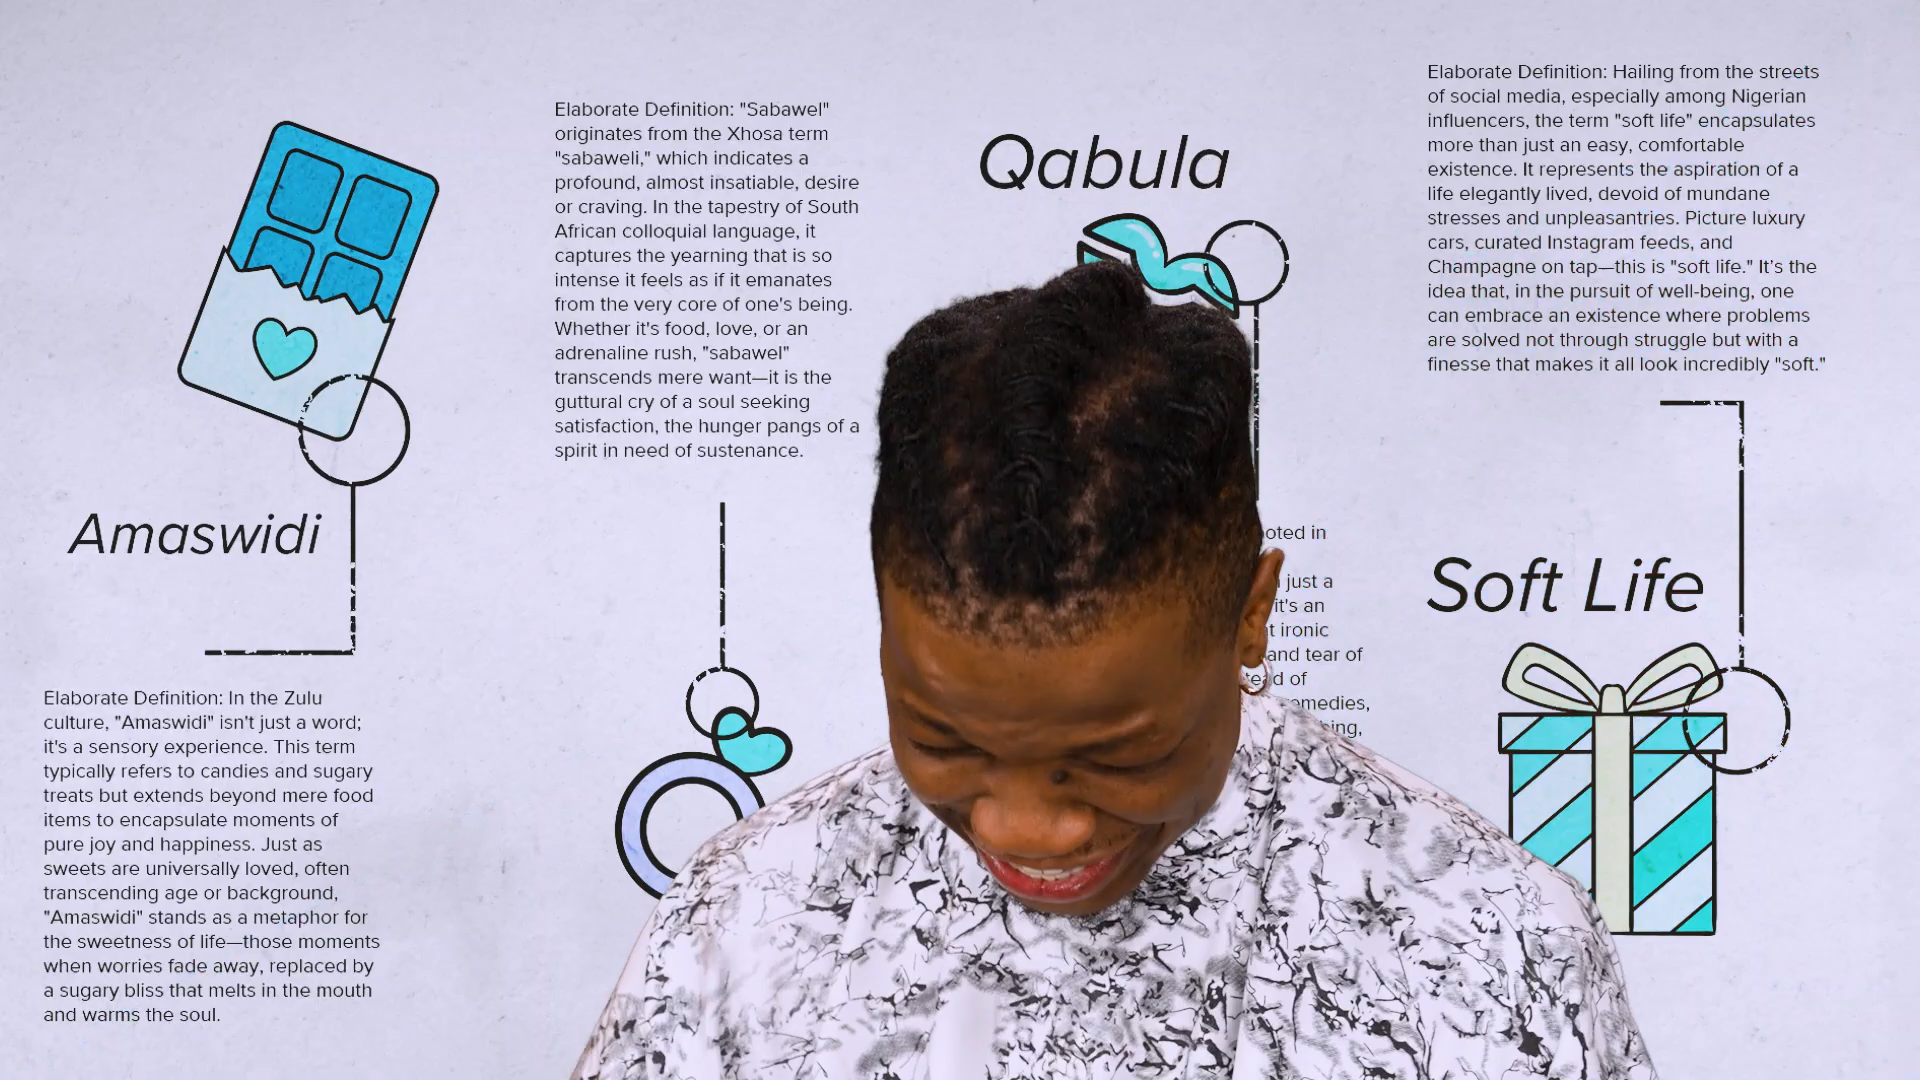 Amaswidi
Elaborate Definition: In the Zulu
culture, "Amaswidi" isn't just a word;
it's a sensory experience. This term
typically refers to candies and sugary
treats but extends beyond mere food
items to encapsulate moments of
pure joy and happiness. Just as
sweets are universally loved, often
transcending age or background,
"Amaswidi" stands as a metaphor for
the sweetness of life—those moments
when worries fade away, replaced by
a sugary bliss that melts in the mouth
and warms the soul.
Elaborate Definition: "Sabawel"
originates from the Xhosa term
"sabaweli," which indicates a
profound, almost insatiable, desire
or craving. In the tapestry of South
African colloquial language, it
captures the yearning that is so
intense it feels as if it emanates
from the very core of one's being.
Whether it's food, love, or an
adrenaline rush, "sabawel"
transcends mere want—it is the
guttural cry of a soul seeking
satisfaction, the hunger pangs of a
spirit in need of sustenance.
Qabula
in
just a
it's an
ironic
and tear of
of
Elaborate Definition: Hailing from the streets
of social media, especially among Nigerian
influencers, the term "soft life" encapsulates
more than just an easy, comfortable
existence. It represents the aspiration of a
life elegantly lived, devoid of mundane
stresses and unpleasantries. Picture luxury
cars, curated Instagram feeds, and
Champagne on tap—this is "soft life." It's the
idea that, in the pursuit of well-being, one
can embrace an existence where problems
are solved not through struggle but with a
finesse that makes it all look incredibly "soft."
Soft Life